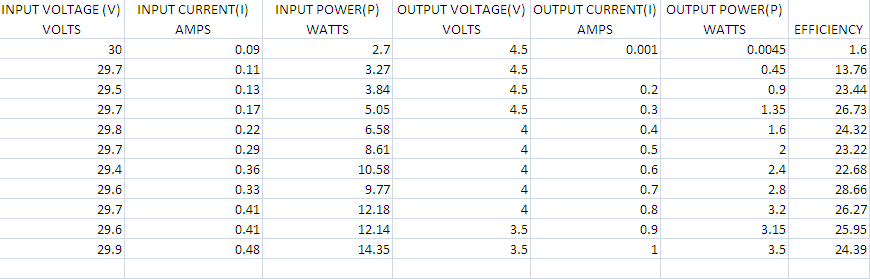 INPUT VOLTAGE (V) INPUT CURRENT(I) INPUT POWER(P) OUTPUT VOLTAGE(V) OUTPUT CURRENT(I) OUTPUT POWER(P)
VOLTS AMPS WATTS VOLTS AMPS WATTS EFFICIENCY
30 0.09 2.7 4.5 0.001 0.0045 1.6
29.7 0.11 3.27 4.5 0.45 13.76
29.5 0.13 3.84 4.5 0.2 0.9 23.44
29.7 0.17 5.05 4.5 0.3 1.35 26.73
29.8 0.22 6.58 4 0.4 1.6 24.32
29.7 0.29 8.61 4 0.5 2 23.22
29.4 0.36 10.58 4 0.6 2.4 22.68
29.6 0.33 9.77 4 0.7 2.8 28.66
29.7 0.41 12.18 4 0.8 3.2 26.27
29.6 0.41 12.14 3.5 0.9 3.15 25.95
29.9 0.48 14.35 3.5 1 3.5 24.39